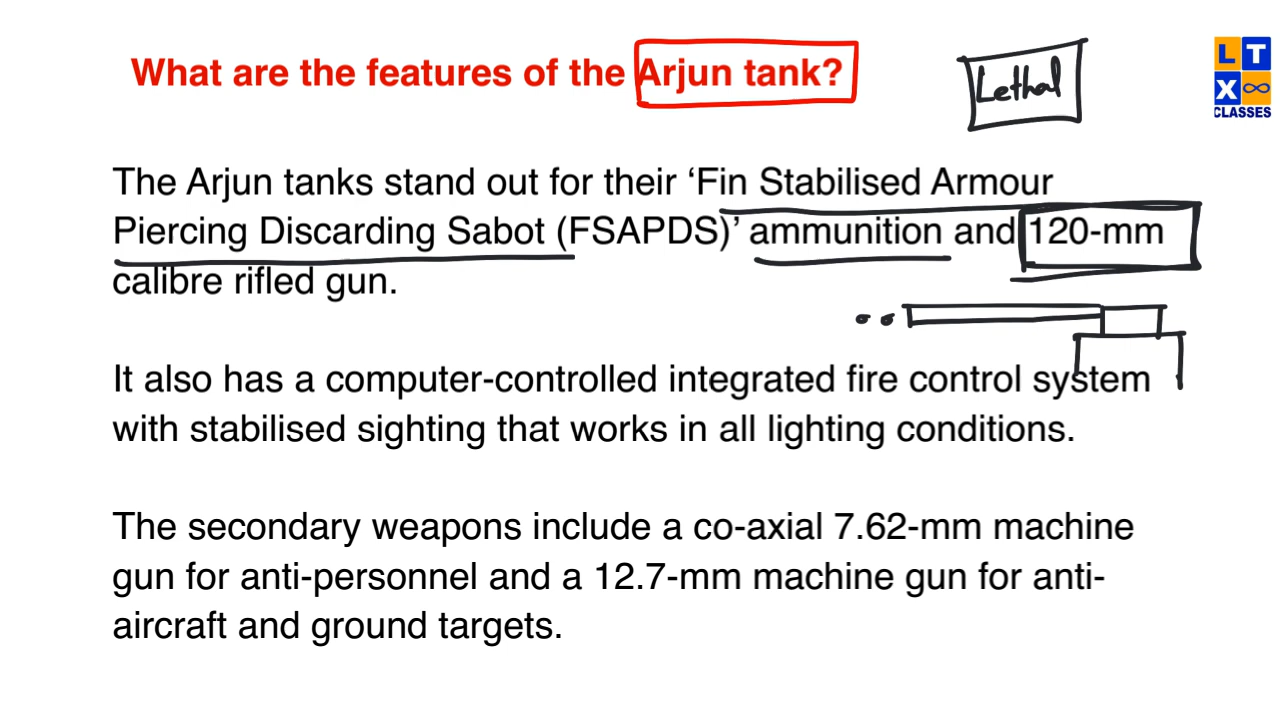 What are the features of the Arjun tank?
Lethal
L T
X ∞
CLASSES
The Arjun tanks stand out for their ‘Fin Stabilised Armour
Piercing Discarding Sabot (FSAPDS)’ ammunition and 120-mm
calibre rifled gun.
It also has a computer-controlled integrated fire control system
with stabilised sighting that works in all lighting conditions.
The secondary weapons include a co-axial 7.62-mm machine
gun for anti-personnel and a 12.7-mm machine gun for anti-
aircraft and ground targets.